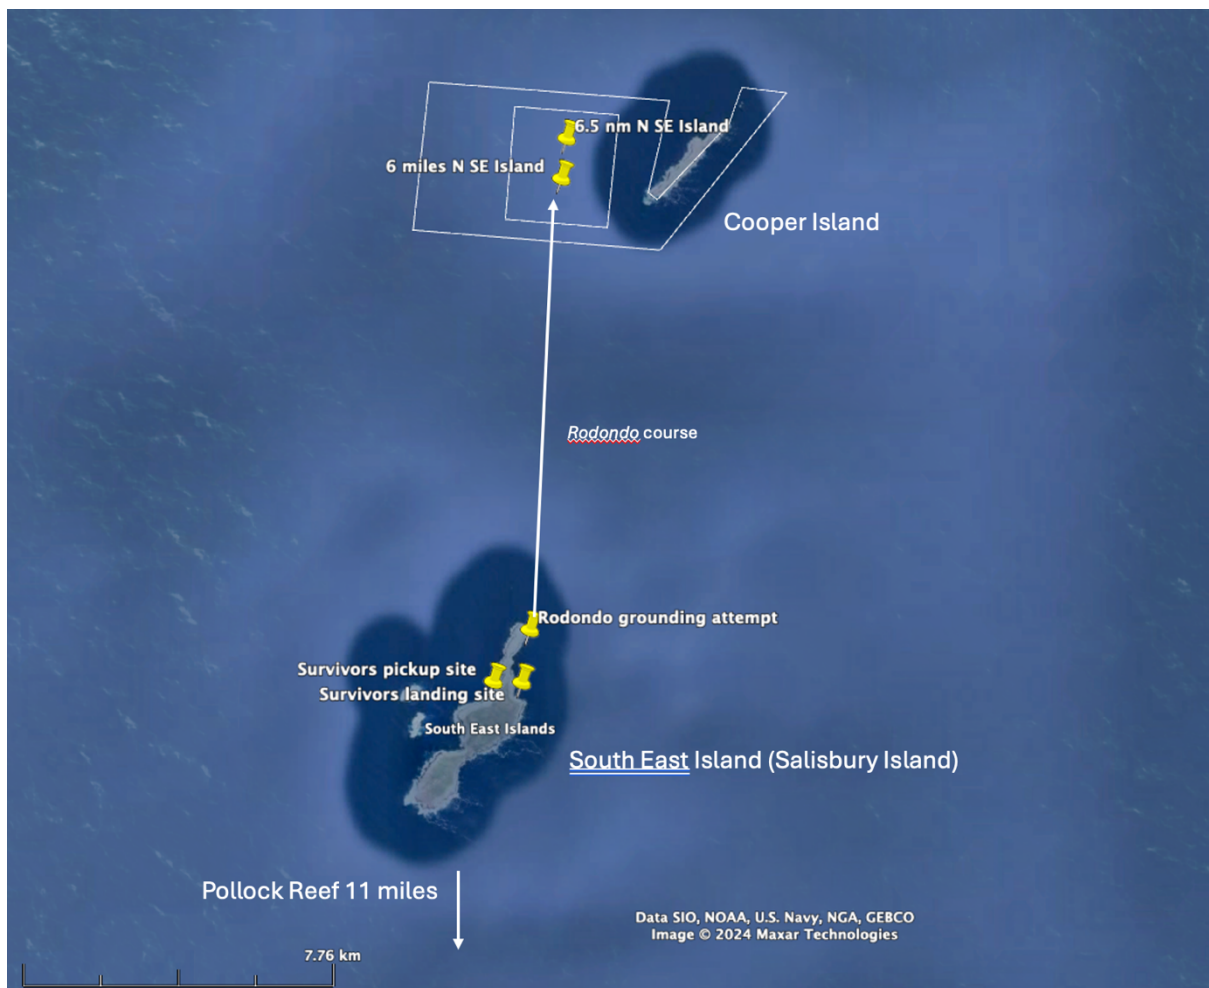 6.5 nm N SE Island
6 miles N SE Island
Cooper Island
Rodondo course
Rodondo grounding attempt
Survivors pickup site
Survivors landing site
South East Islands
South East Island (Salisbury Island)
Pollock Reef 11 miles
Data SIO, NOAA, U.S. Navy, NGA, GEBCO
Image © 2024 Maxar Technologies
7.76 km